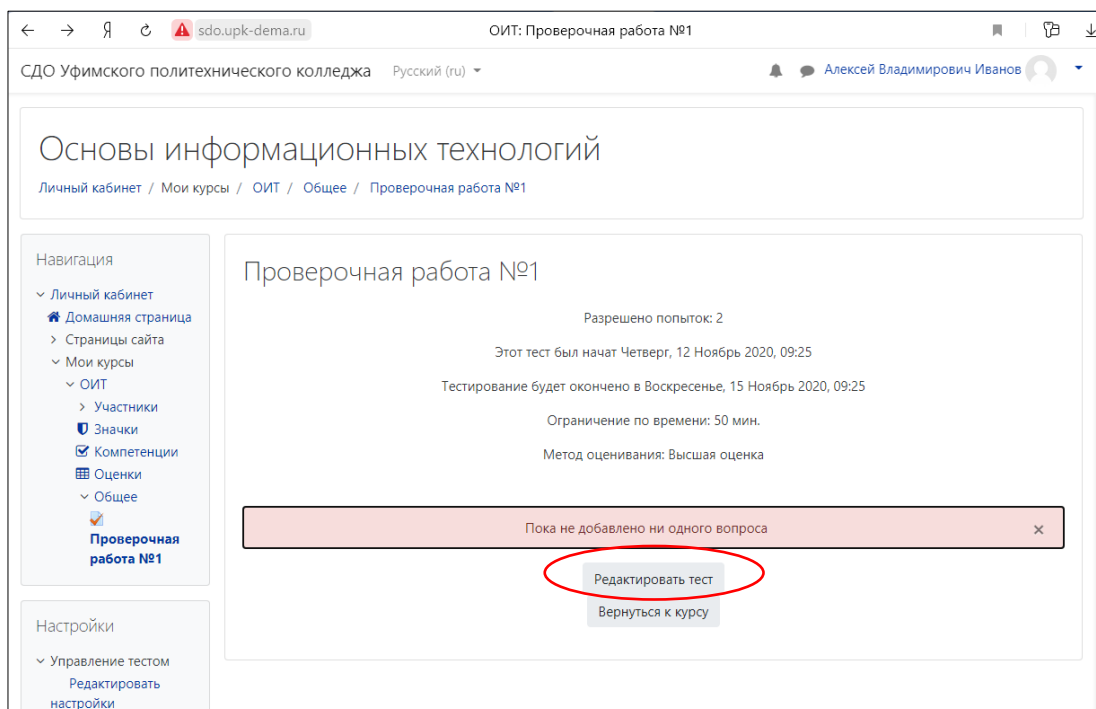 Я sdo.upk-dema.ru ОИТ: Проверочная работа №1
СДО Уфимского политехнического колледжа Русский (ru) Алексей Владимирович Иванов
Основы информационных технологий
Личный кабинет / Мои курсы / ОИТ / Общее / Проверочная работа №1
Навигация
Личный кабинет
Домашняя страница
Страницы сайта
Мои курсы
ОИТ
Участники
Значки
Компетенции
Оценки
Общее
Проверочная
работа №1
Настройки
Управление тестом
Редактировать
настройки
Проверочная работа №1
Разрешено попыток: 2
Этот тест был начат Четверг, 12 Ноябрь 2020, 09:25
Тестирование будет окончено в Воскресенье, 15 Ноябрь 2020, 09:25
Ограничение по времени: 50 мин.
Метод оценивания: Высшая оценка
Пока не добавлено ни одного вопроса ×
Редактировать тест
Вернуться к курсу